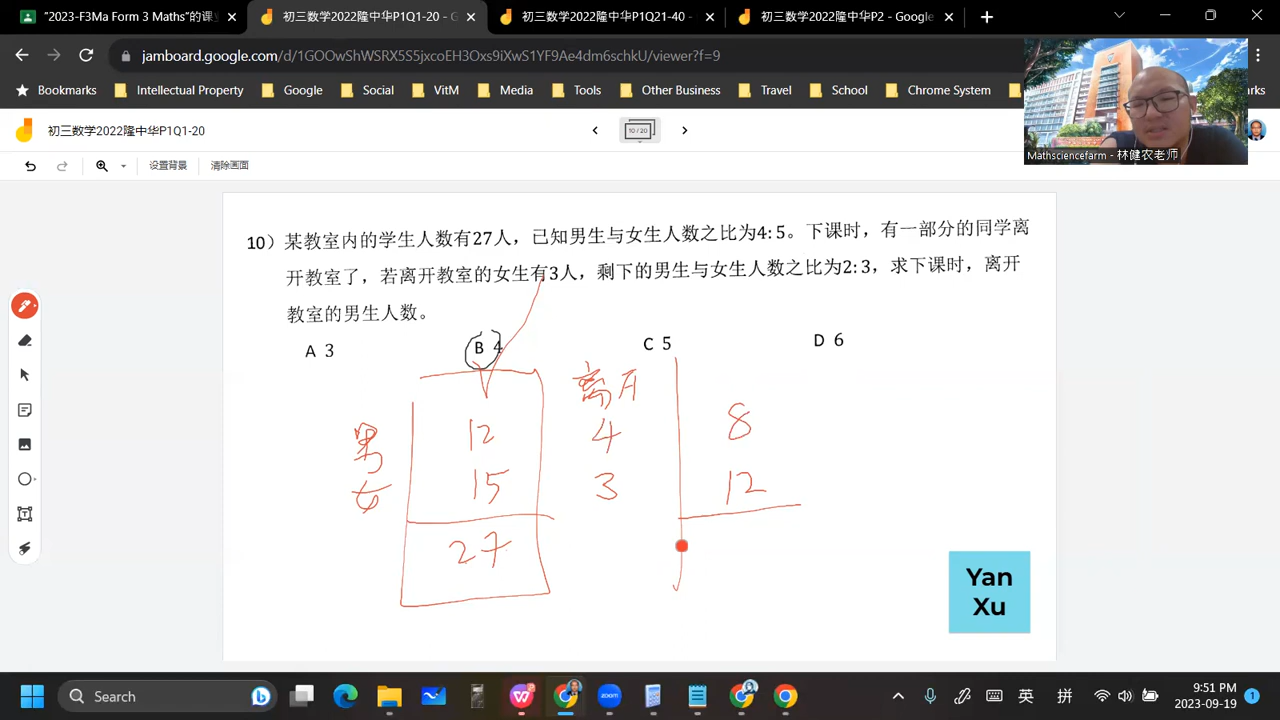 "2023-F3Ma Form 3 Maths"的课堂
初三数学2022隆中华P1Q1-20 - G
初三数学2022隆中华P1Q21-40 - g
初三数学2022隆中华P2 - Google
jamboard.google.com/d/1GOOwShWSRX5S5jxcoEH3Oxs9iXwS1YF9Ae4dm6schkU/viewer?f=9
Bookmarks Intellectual Property Google Social VitM Media Tools Other Business Travel School Chrome System
初三数学2022隆中华P1Q1-20
10 / 20
设置背景 清除画面
Mathsciencefarm - 林健农老师
10）某教室内的学生人数有27人，已知男生与女生人数之比为4: 5。下课时，有一部分的同学离
开教室了，若离开教室的女生有3人，剩下的男生与女生人数之比为2: 3，求下课时，离开
教室的男生人数。
A 3 B 4 C 5 D 6
离开
男 12 4 8
女 15 3 12
27
Yan
Xu
Search
英 拼
9:51 PM
2023-09-19
1